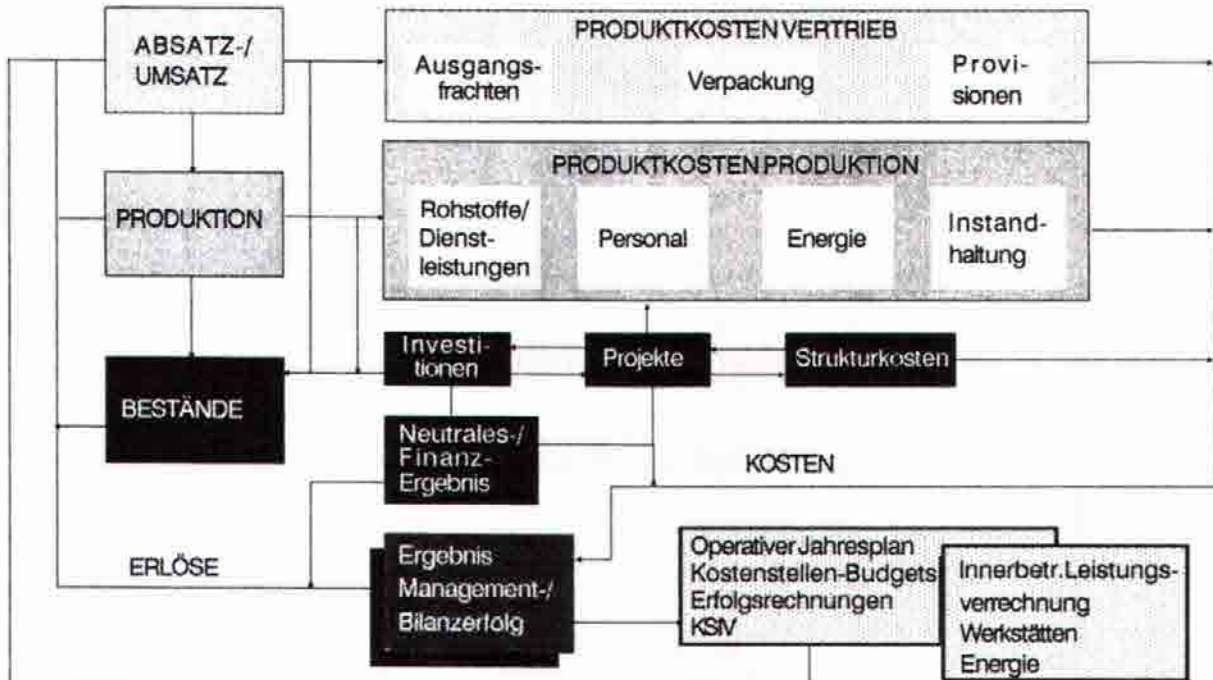 ABSATZ-/
UMSATZ
PRODUKTKOSTEN VERTRIEB
Ausgangs-
frachten
Verpackung
Provi-
sionen
PRODUKTION
PRODUKTKOSTEN PRODUKTION
Rohstoffe/
Dienst-
leistungen
Personal
Energie
Instand-
haltung
BESTÄNDE
Investi-
tionen
Projekte
Strukturkosten
Neutrales-/
Finanz-
Ergebnis
KOSTEN
ERLÖSE
Ergebnis
Management-/
Bilanzerfolg
Operativer Jahresplan
Kostenstellen-Budgets
Erfolgsrechnungen
Innerbetr.Leistungs-
verrechnung
Werkstätten
Energie